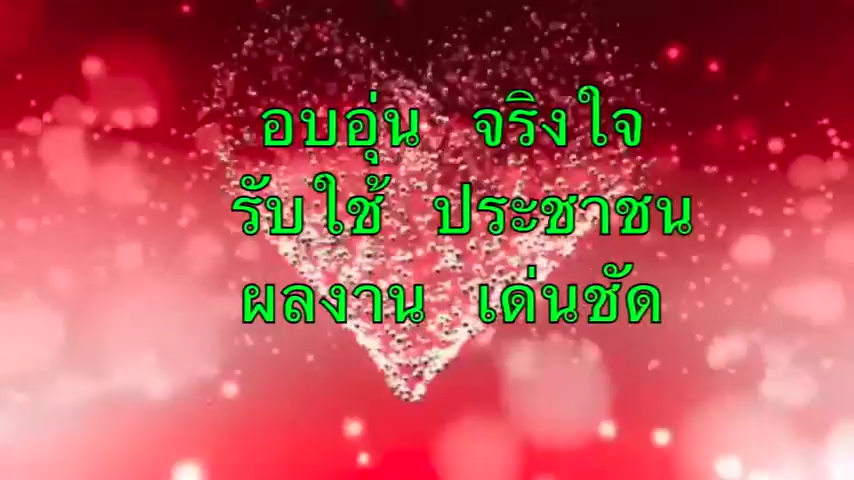 อบอุ่น จริงใจ
รับใช้ ประชาชน
ผลงาน เด่นชัด